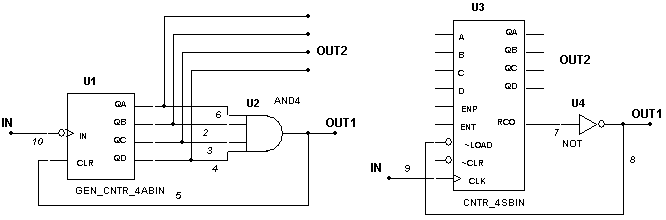 OUT2
U1
QA
QB
QC
QD
IN
CLR
IN
10
GEN_CNTR_4ABIN
6
2
3
4
5
U2
AND4
OUT1
U3
A
B
C
D
ENP
ENT
~LOAD
~CLR
CLK
QA
QB
QC
QD
RCO
OUT2
U4
7
NOT
OUT1
8
IN
9
CNTR_4SBIN